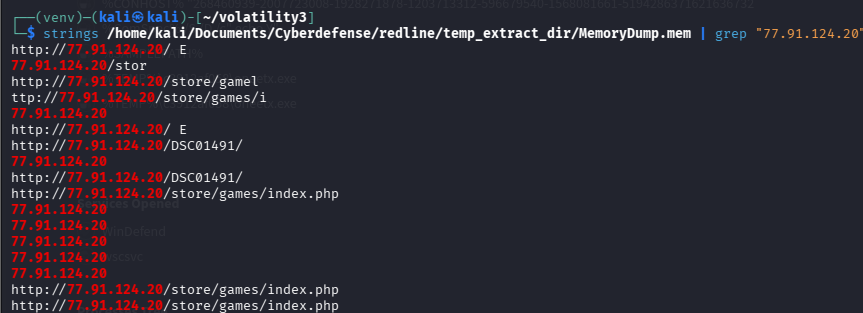 (venv)–(kali㉿kali)-[~/volatility3]
$ strings /home/kali/Documents/Cyberdefense/redline/temp_extract_dir/MemoryDump.mem | grep "77.91.124.20"
http://77.91.124.20/ E
77.91.124.20/stor
http://77.91.124.20/store/gamel
ttp://77.91.124.20/store/games/i
77.91.124.20
http://77.91.124.20/ E
http://77.91.124.20/DSC01491/
77.91.124.20
http://77.91.124.20/DSC01491/
http://77.91.124.20/store/games/index.php
77.91.124.20
77.91.124.20
77.91.124.20
77.91.124.20
77.91.124.20
http://77.91.124.20/store/games/index.php
http://77.91.124.20/store/games/index.php